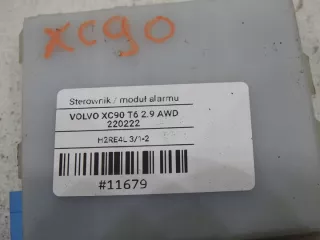 XC90
Sterownik / moduł alarmu
VOLVO XC90 T6 2.9 AWD
220222
H2RE4L 3/1-2
#11679